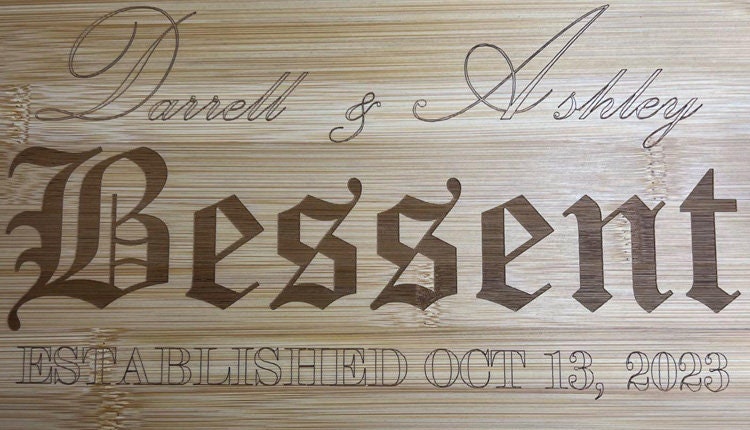 Darrell & Ashley
Bessent
ESTABLISHED OCT 13, 2023